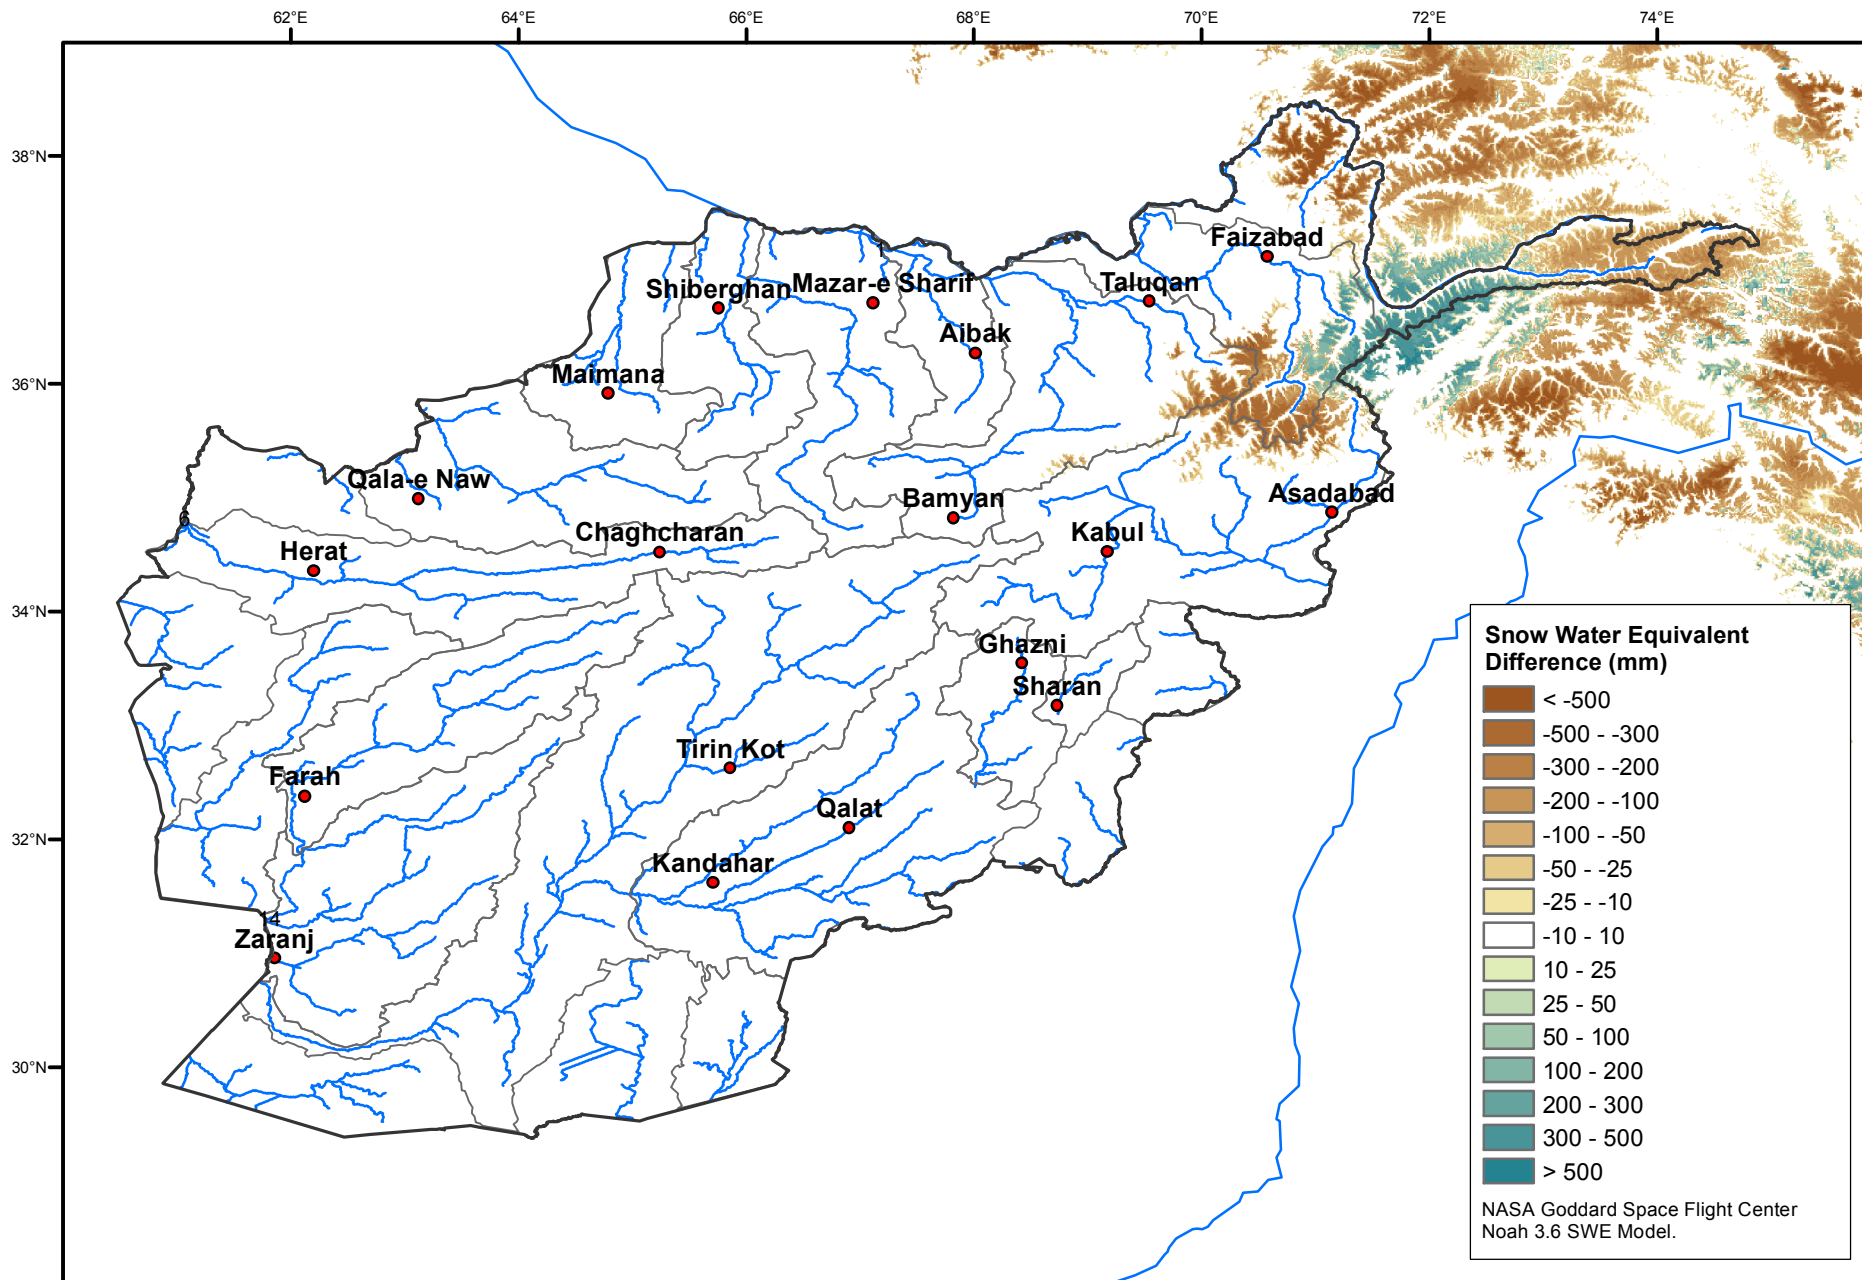 62°E
64°E
66°E
68°E
70°E
72°E
74°E
38°N
36°N
34°N
32°N
30°N
Faizabad
Shiberghan
Mazar-e Sharif
Taluqan
Aibak
Maimana
Qala-e Naw
Bamyan
Asadabad
6
Chaghcharan
Kabul
Herat
Ghazni
Sharan
Tirin Kot
Farah
Qalat
Kandahar
14
Zaranj
Snow Water Equivalent
Difference (mm)
< -500
-500 - -300
-300 - -200
-200 - -100
-100 - -50
-50 - -25
-25 - -10
-10 - 10
10 - 25
25 - 50
50 - 100
100 - 200
200 - 300
300 - 500
> 500
NASA Goddard Space Flight Center
Noah 3.6 SWE Model.